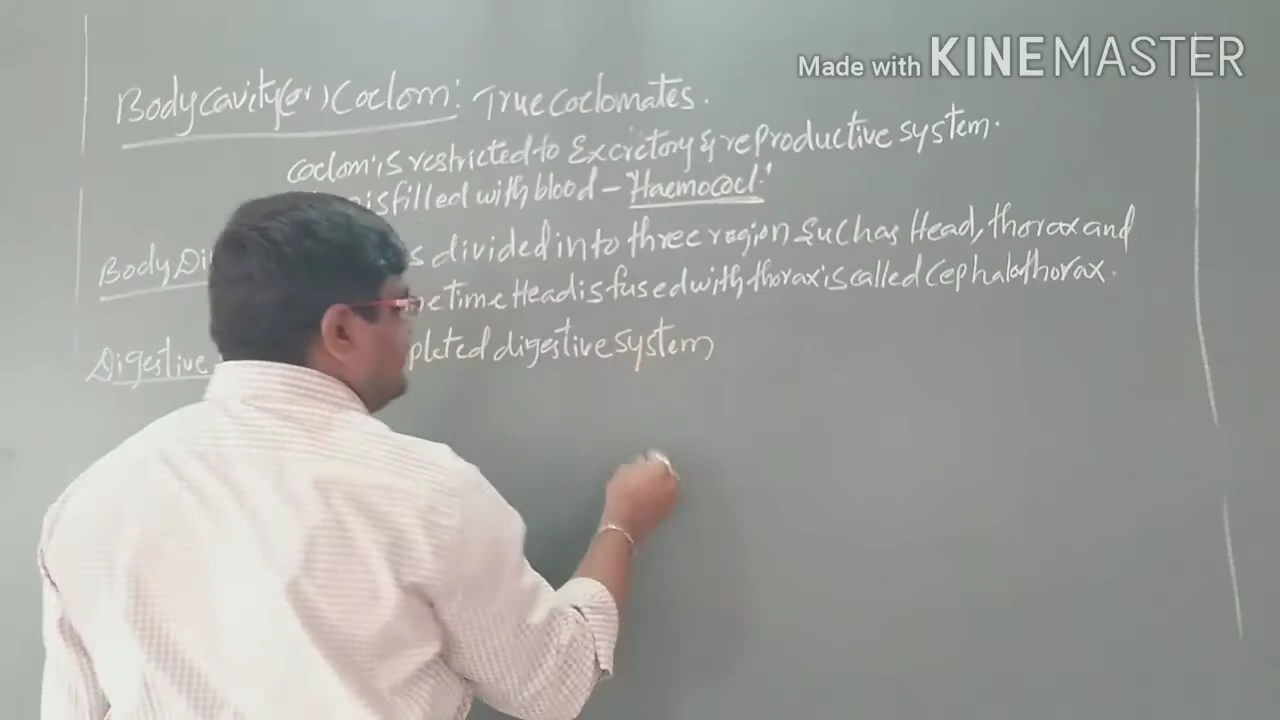 Made with KINEMASTER
Body cavity (or) Coelom: True Coelomates.
Coelom is restricted to Excretory & reproductive system.
is filled with blood - "Haemocoel."
Body Di s divided into three region such as Head, thorax and
time Head is fused with thorax is called Cephalothorax.
Digestive pleted digestive system